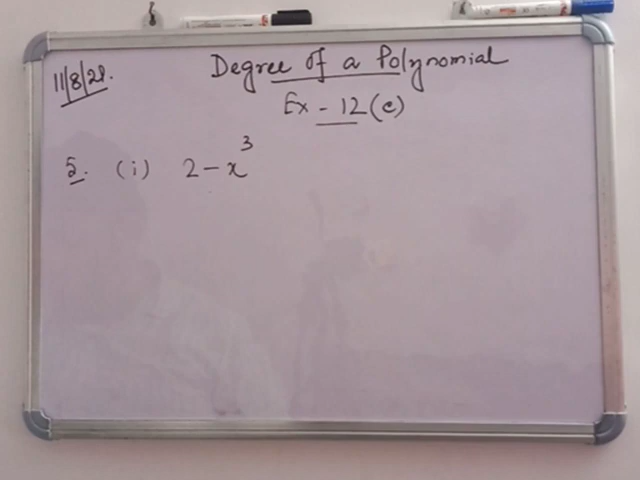 11/8/21.
Degree of a Polynomial
Ex - 12(c)
5. (i) 2 - x³